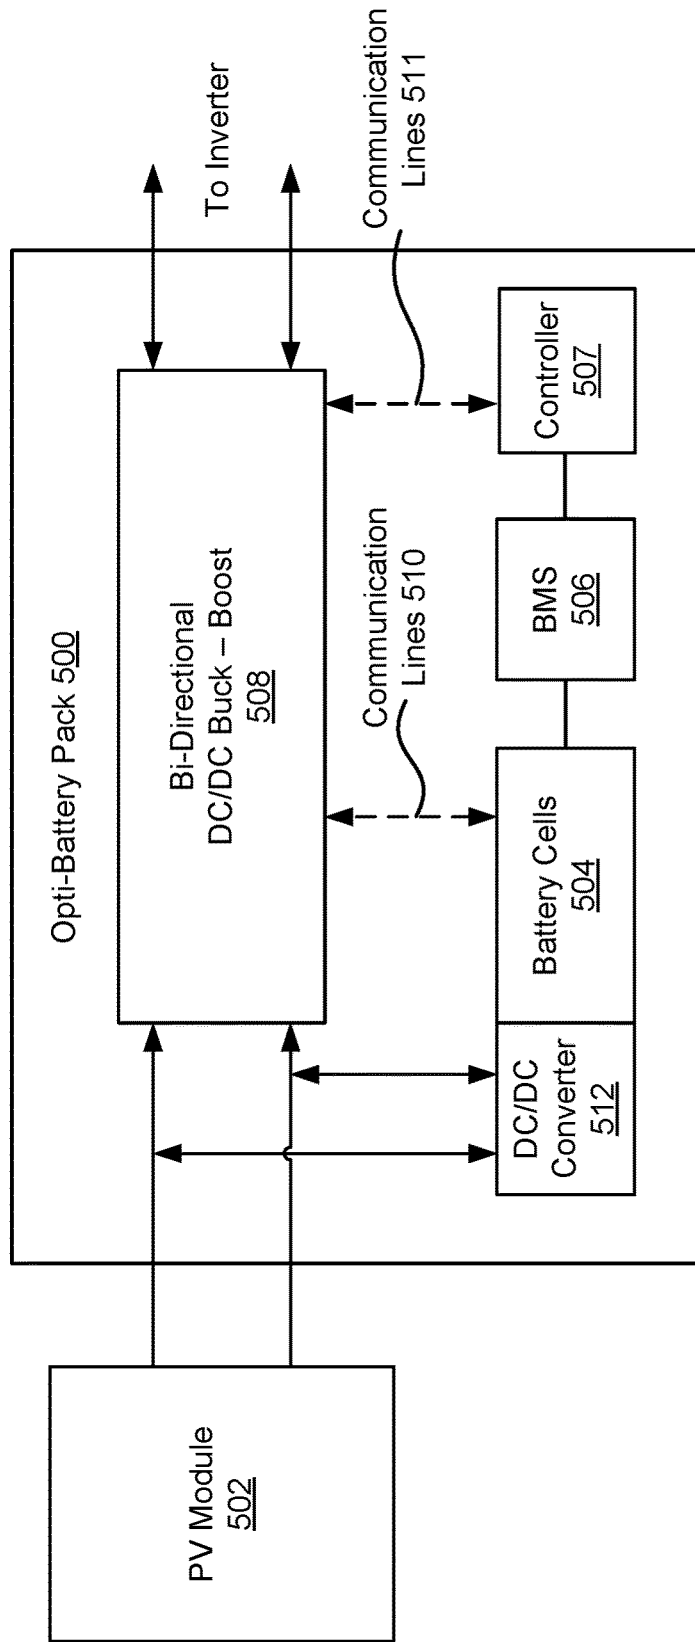 Opti-Battery Pack 500
PV Module
502
Bi-Directional
DC/DC Buck – Boost
508
To Inverter
Communication
Lines 510
Communication
Lines 511
DC/DC
Converter
512
Battery Cells
504
BMS
506
Controller
507